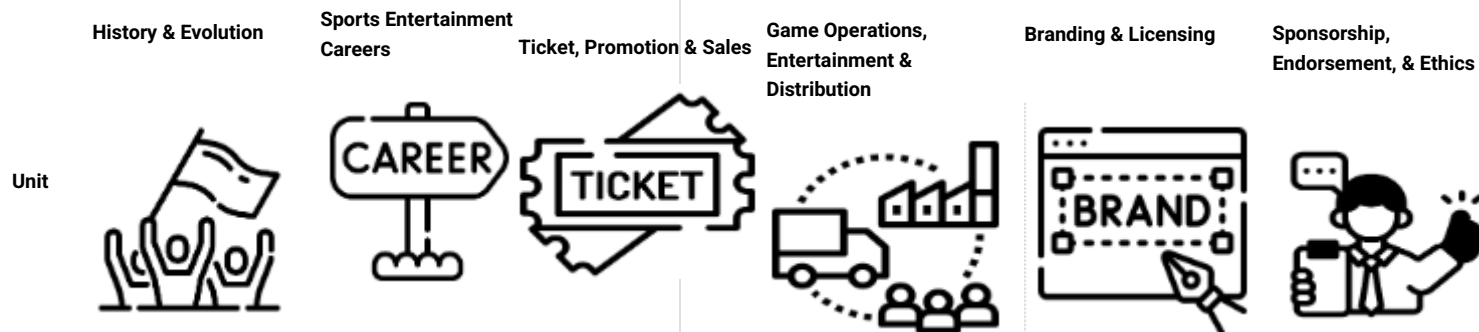 History & Evolution
Sports Entertainment
Careers
Ticket, Promotion & Sales
Game Operations,
Entertainment &
Distribution
Branding & Licensing
Sponsorship,
Endorsement, & Ethics
Unit
CAREER
TICKET
BRAND